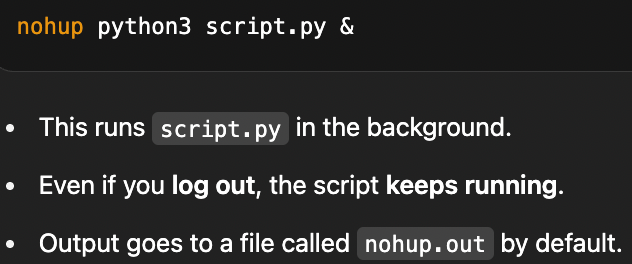 nohup python3 script.py &
• This runs script.py in the background.
• Even if you log out, the script keeps running.
• Output goes to a file called nohup.out by default.